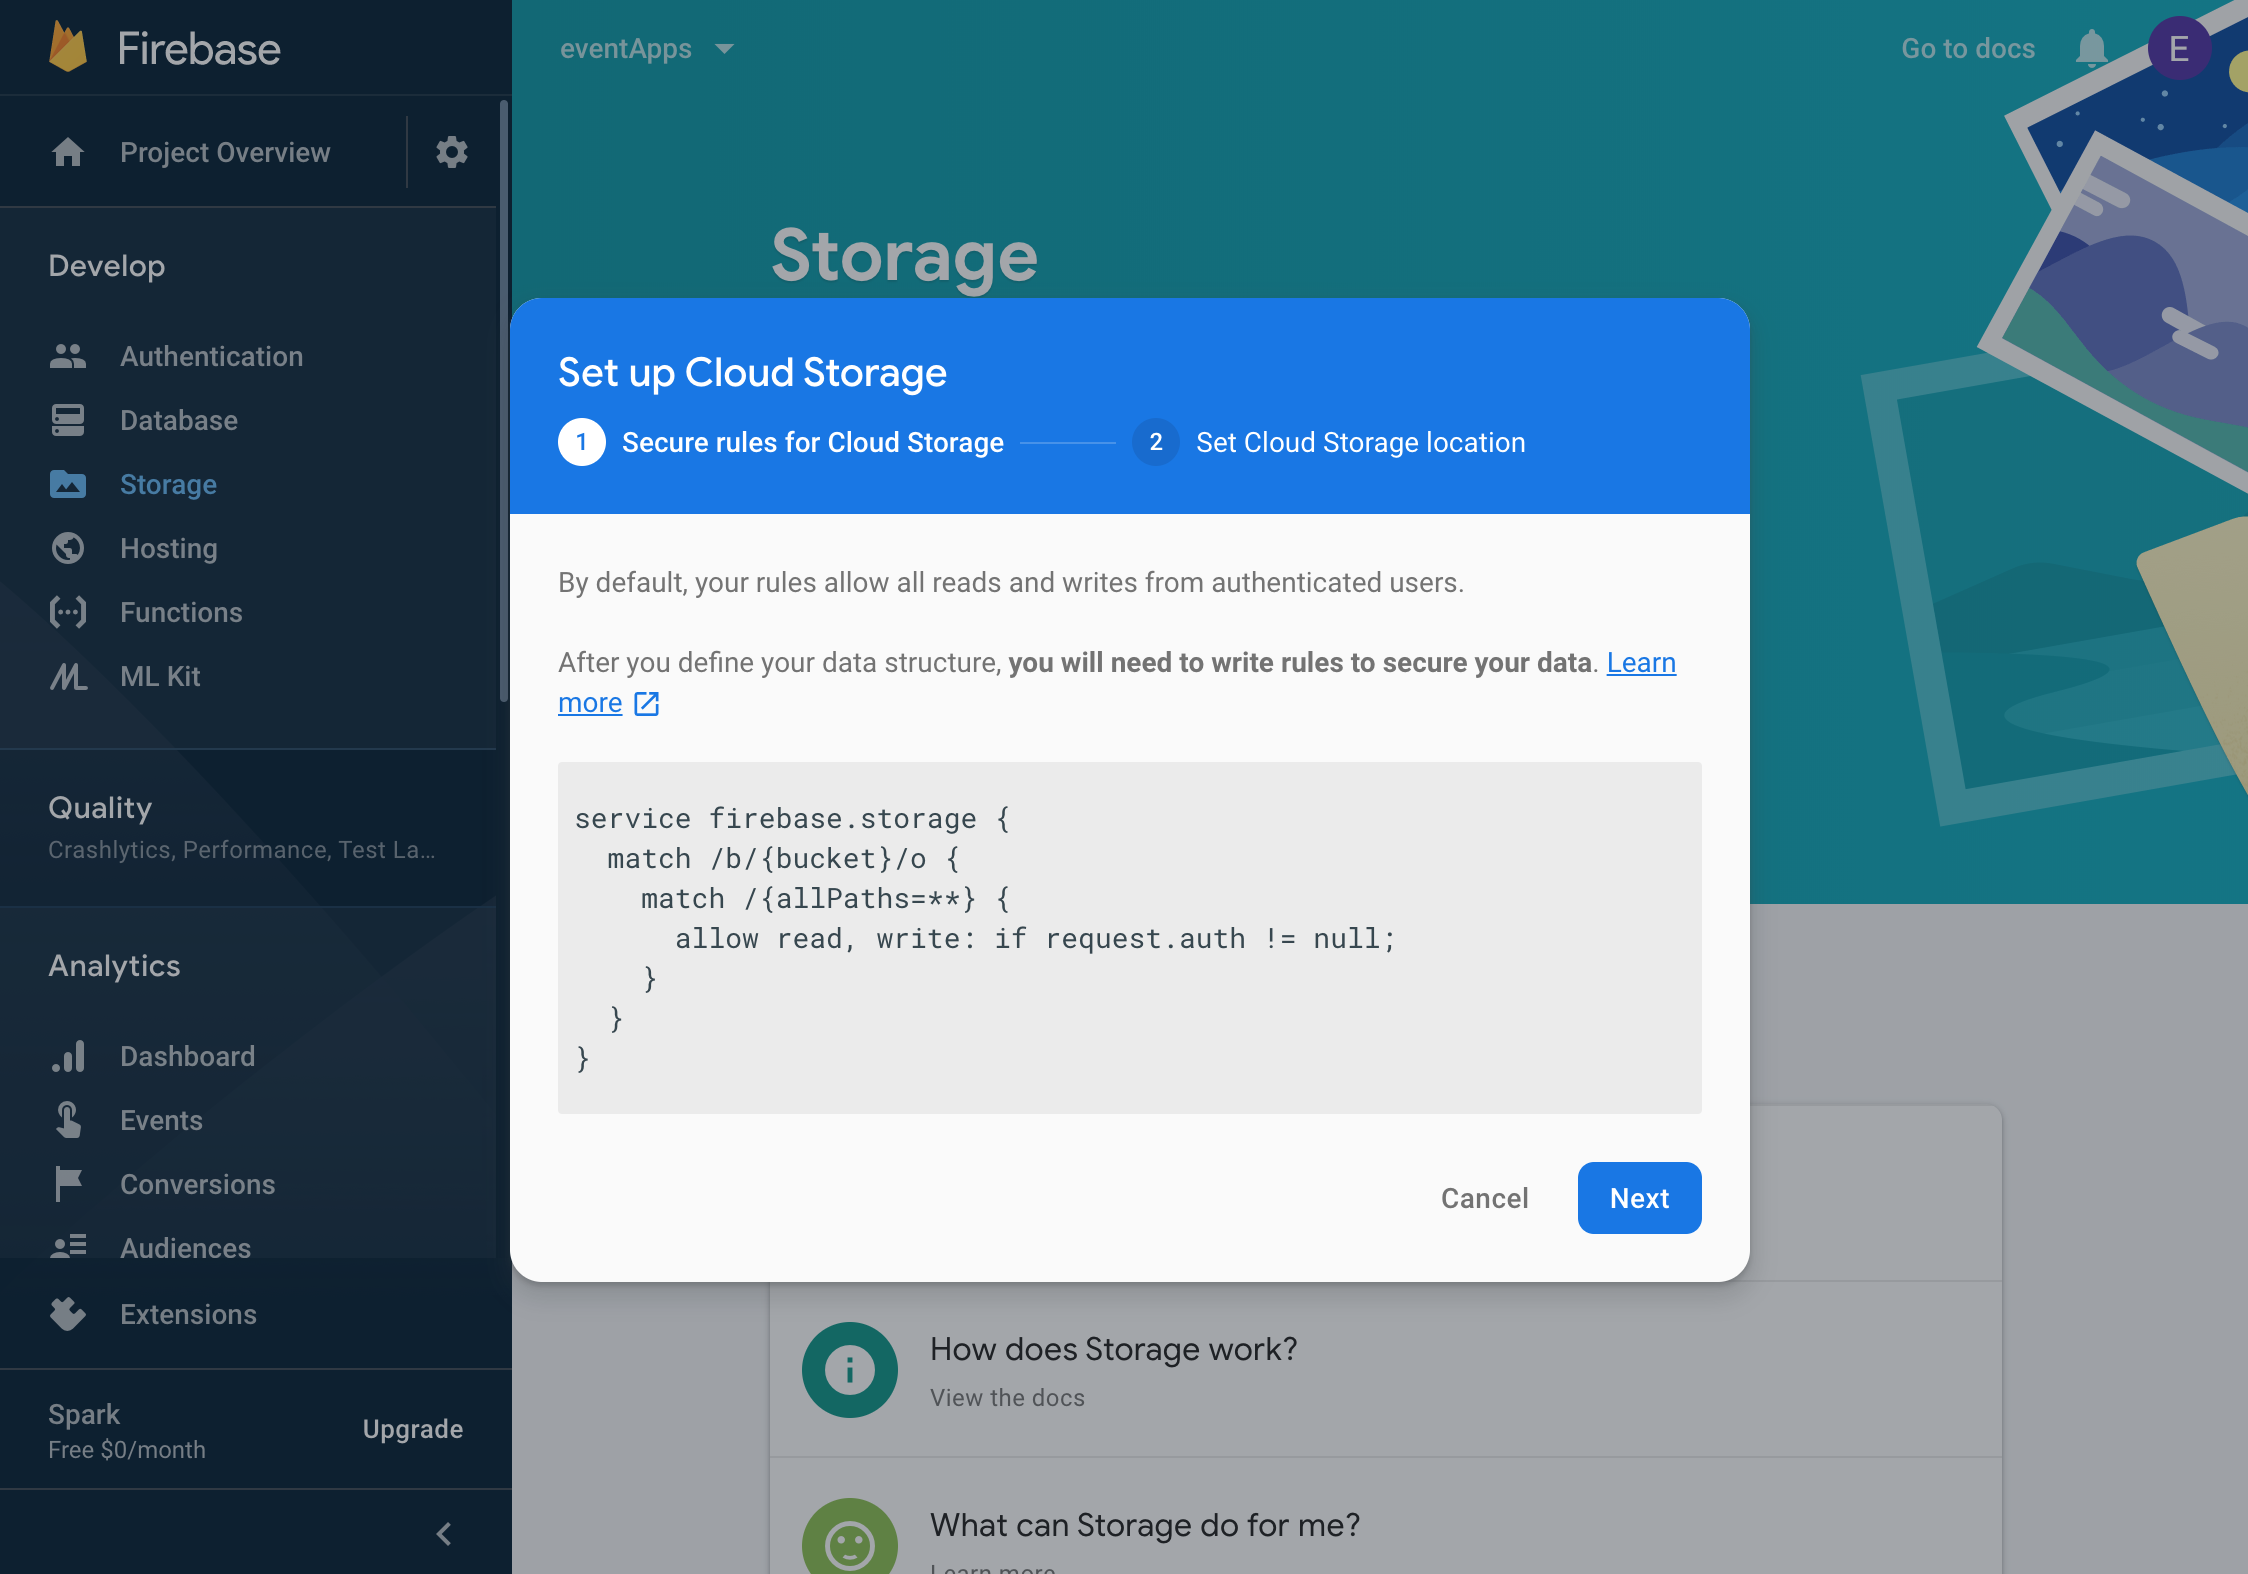 Firebase
eventApps
Go to docs
E
Project Overview
Storage
Develop
Authentication
Database
Storage
Hosting
Functions
ML Kit
Quality
Crashlytics, Performance, Test La...
Analytics
Dashboard
Events
Conversions
Audiences
Extensions
Spark
Free $0/month
Upgrade
Set up Cloud Storage
1 Secure rules for Cloud Storage
2 Set Cloud Storage location
By default, your rules allow all reads and writes from authenticated users.
After you define your data structure, you will need to write rules to secure your data. Learn
more
service firebase.storage {
  match /b/{bucket}/o {
    match /{allPaths=**} {
      allow read, write: if request.auth != null;
    }
  }
}
Cancel
Next
How does Storage work?
View the docs
What can Storage do for me?
Learn more